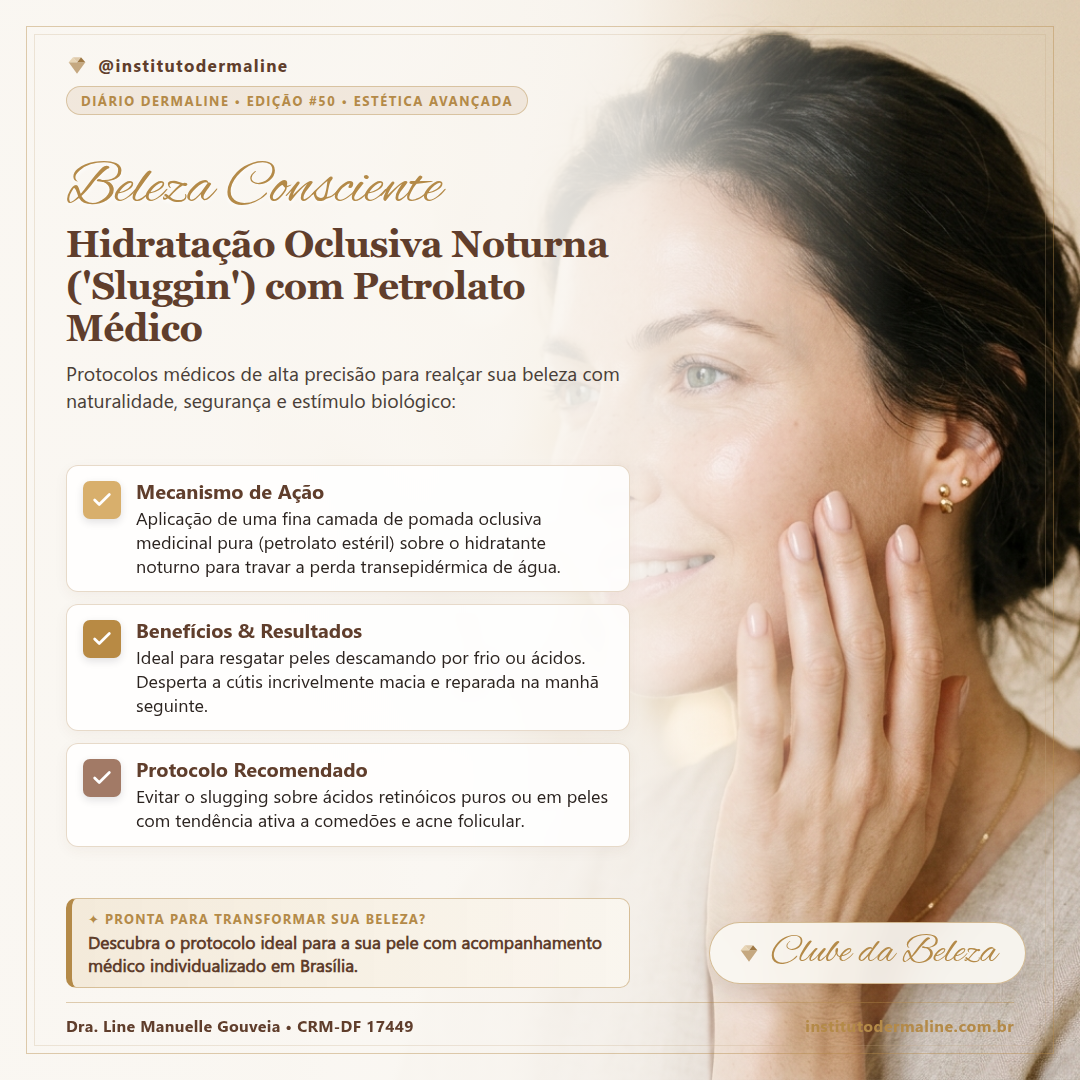 @institutodermaline
DIÁRIO DERMALINE • EDIÇÃO #50 • ESTÉTICA AVANÇADA
Beleza Consciente
Hidratação Oclusiva Noturna
('Sluggin') com Petrolato
Médico
Protocolos médicos de alta precisão para realçar sua beleza com
naturalidade, segurança e estímulo biológico:
Mecanismo de Ação
Aplicação de uma fina camada de pomada oclusiva
medicinal pura (petrolato estéril) sobre o hidratante
noturno para travar a perda transepidérmica de água.
Benefícios & Resultados
Ideal para resgatar peles descamando por frio ou ácidos.
Desperta a cútis incrivelmente macia e reparada na manhã
seguinte.
Protocolo Recomendado
Evitar o slugging sobre ácidos retinóicos puros ou em peles
com tendência ativa a comedões e acne folicular.
✦ PRONTA PARA TRANSFORMAR SUA BELEZA?
Descubra o protocolo ideal para a sua pele com acompanhamento
médico individualizado em Brasília.
Clube da Beleza
Dra. Line Manuelle Gouveia • CRM-DF 17449
institutodermaline.com.br